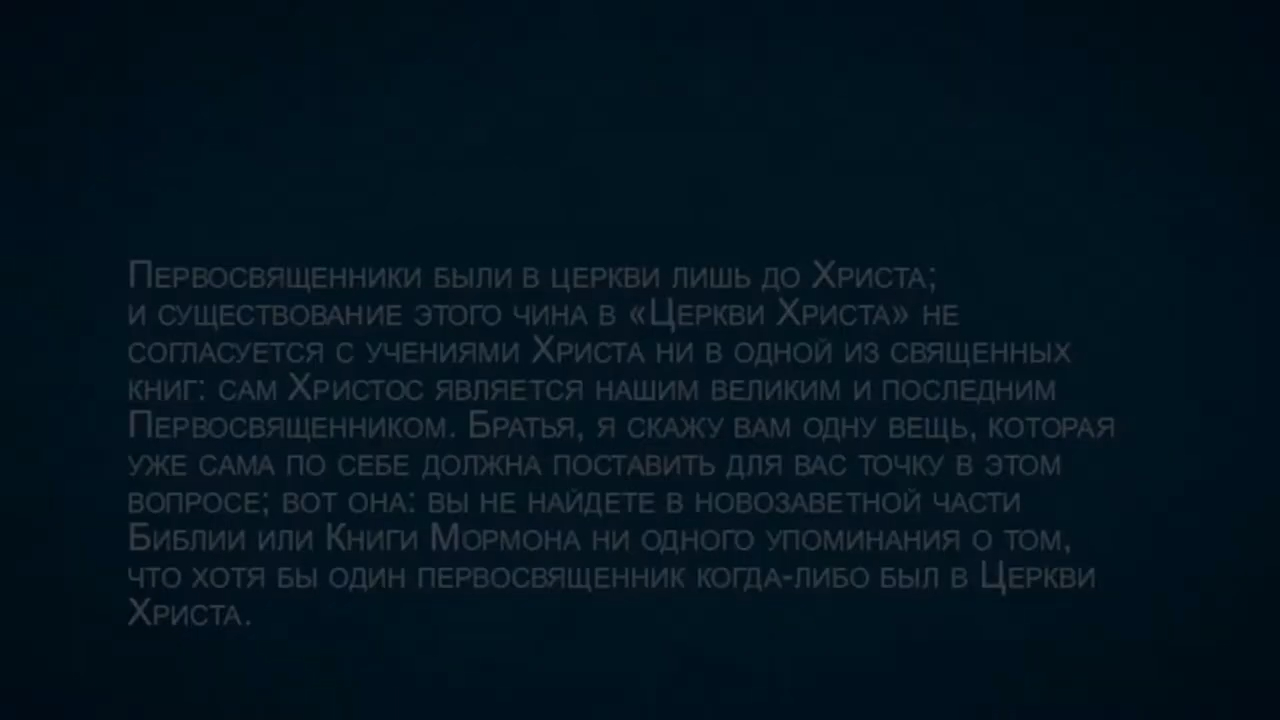 Первосвященники были в церкви лишь до Христа;
и существование этого чина в «Церкви Христа» не
согласуется с учениями Христа ни в одной из священных
книг: сам Христос является нашим великим и последним
Первосвященником. Братья, я скажу вам одну вещь, которая
уже сама по себе должна поставить для вас точку в этом
вопросе; вот она: вы не найдете в новозаветной части
Библии или Книги Мормона ни одного упоминания о том,
что хотя бы один первосвященник когда-либо был в Церкви
Христа.